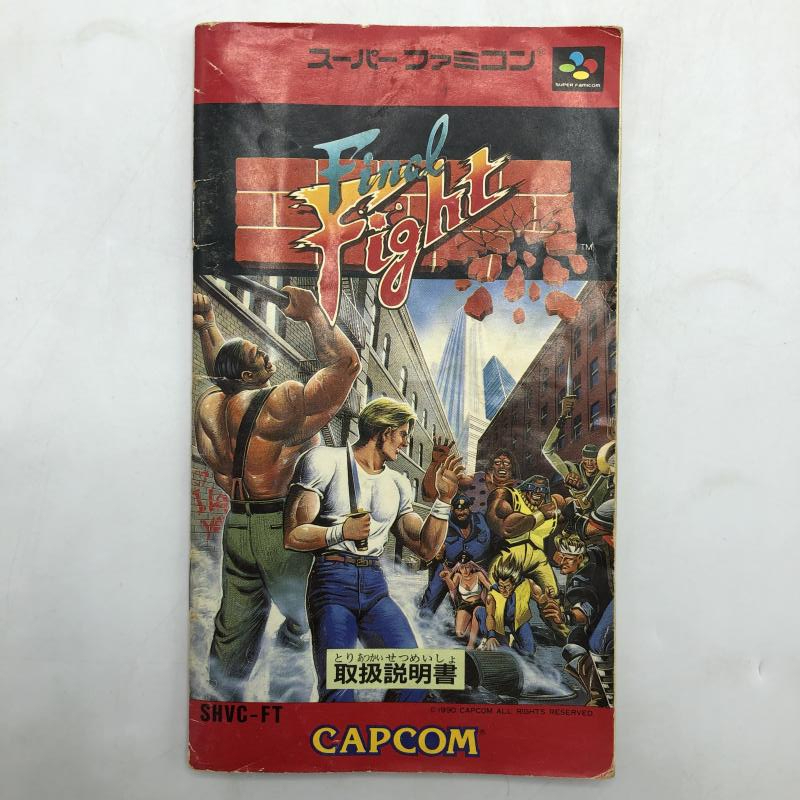 スーパーファミコン®
SUPER FAMICOM
Final
Fight
TM
とりあつかいせつめいしょ
取扱説明書
SHVC-FT
©1990 CAPCOM ALL RIGHTS RESERVED.
CAPCOM®